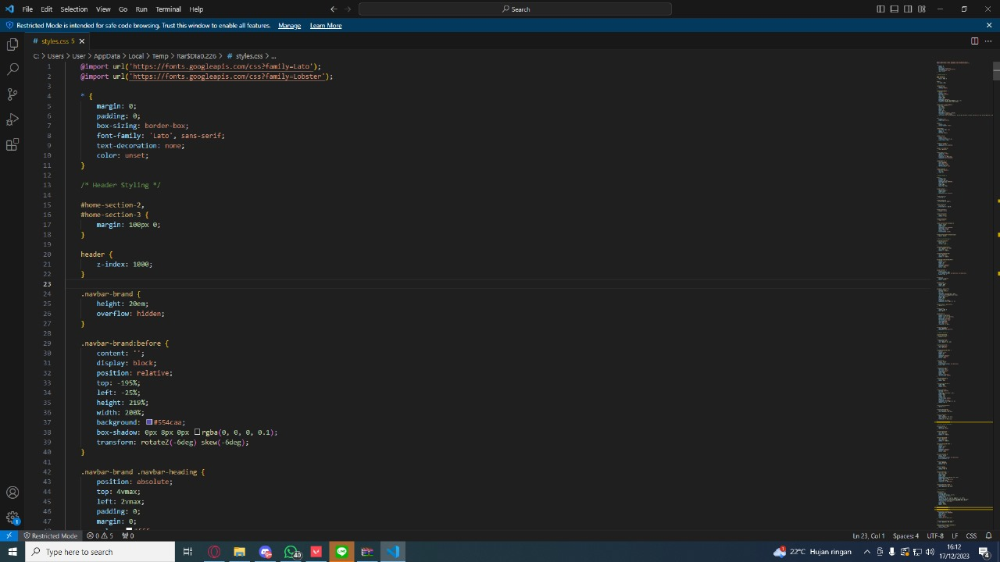 File Edit Selection View Go Run Terminal Help
Search
Restricted Mode is intended for safe code browsing. Trust this window to enable all features. Manage Learn More
# styles.css 5
C: > Users > User > AppData > Local > Temp > Rar$DIa0.226 > # styles.css > ...
1 @import url('https://fonts.googleapis.com/css?family=Lato');
2 @import url('https://fonts.googleapis.com/css?family=Lobster');
3
4 * {
5 margin: 0;
6 padding: 0;
7 box-sizing: border-box;
8 font-family: 'Lato', sans-serif;
9 text-decoration: none;
10 color: unset;
11 }
12
13 /* Header Styling */
14
15 #home-section-2,
16 #home-section-3 {
17 margin: 100px 0;
18 }
19
20 header {
21 z-index: 1000;
22 }
23
24 .navbar-brand {
25 height: 20em;
26 overflow: hidden;
27 }
28
29 .navbar-brand:before {
30 content: '';
31 display: block;
32 position: relative;
33 top: -195%;
34 left: -25%;
35 height: 219%;
36 width: 200%;
37 background: #554caa;
38 box-shadow: 0px 8px 0px rgba(0, 0, 0, 0.1);
39 transform: rotateZ(-6deg) skew(-6deg);
40 }
41
42 .navbar-brand .navbar-heading {
43 position: absolute;
44 top: 4vmax;
45 left: 2vmax;
46 padding: 0;
47 margin: 0;
Restricted Mode 0 3 0 Ln 23, Col 1 Spaces: 4 UTF-8 LF CSS
Type here to search 40 22°C Hujan ringan 16:12
17/12/2023 4